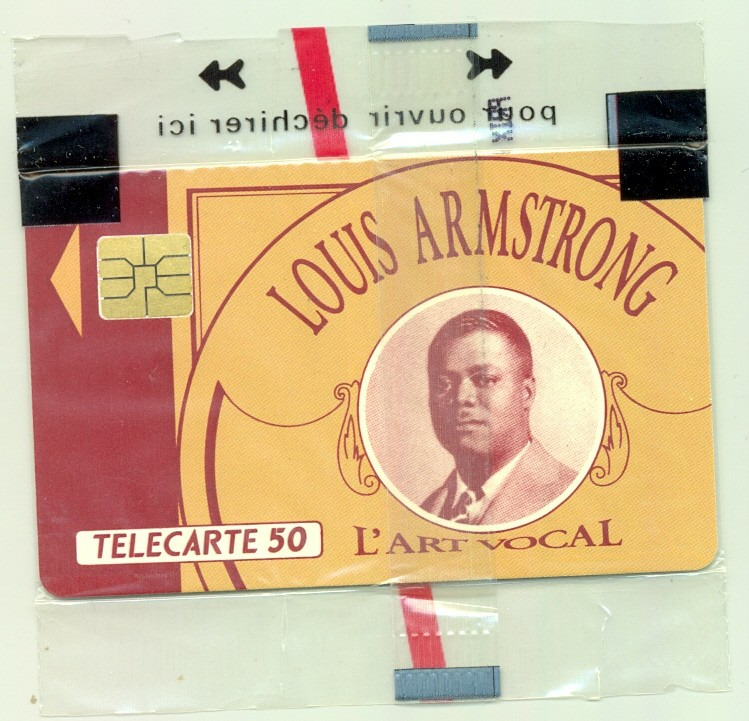 pour ouvrir déchirer ici
LOUIS ARMSTRONG
TELECARTE 50
L'ART VOCAL